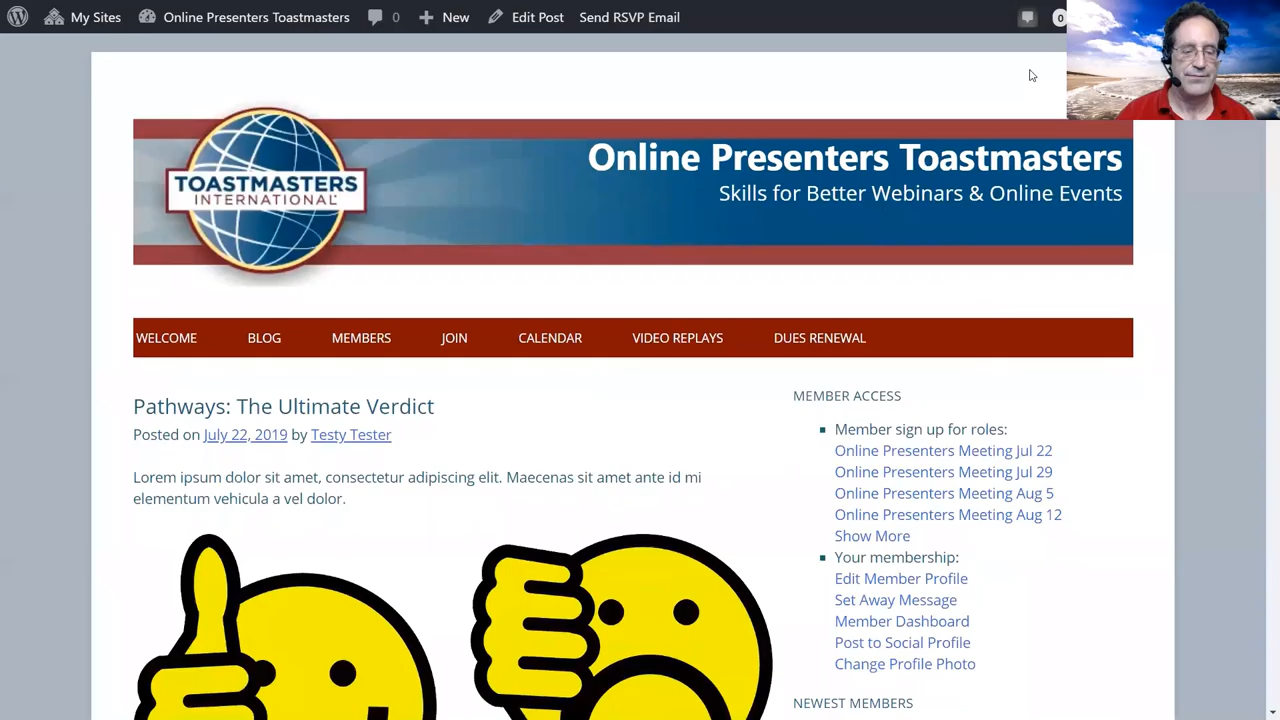 My Sites
Online Presenters Toastmasters
0
New
Edit Post
Send RSVP Email
0
TOASTMASTERS
INTERNATIONAL
Online Presenters Toastmasters
Skills for Better Webinars & Online Events
WELCOME
BLOG
MEMBERS
JOIN
CALENDAR
VIDEO REPLAYS
DUES RENEWAL
Pathways: The Ultimate Verdict
Posted on July 22, 2019 by Testy Tester
Lorem ipsum dolor sit amet, consectetur adipiscing elit. Maecenas sit amet ante id mi
elementum vehicula a vel dolor.
MEMBER ACCESS
Member sign up for roles:
Online Presenters Meeting Jul 22
Online Presenters Meeting Jul 29
Online Presenters Meeting Aug 5
Online Presenters Meeting Aug 12
Show More
Your membership:
Edit Member Profile
Set Away Message
Member Dashboard
Post to Social Profile
Change Profile Photo
NEWEST MEMBERS